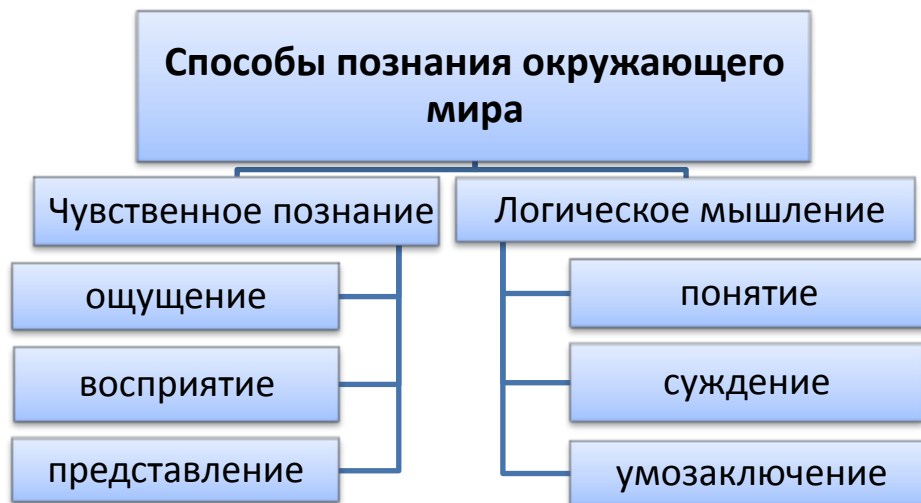 Способы познания окружающего
мира
Чувственное познание
ощущение
восприятие
представление
Логическое мышление
понятие
суждение
умозаключение